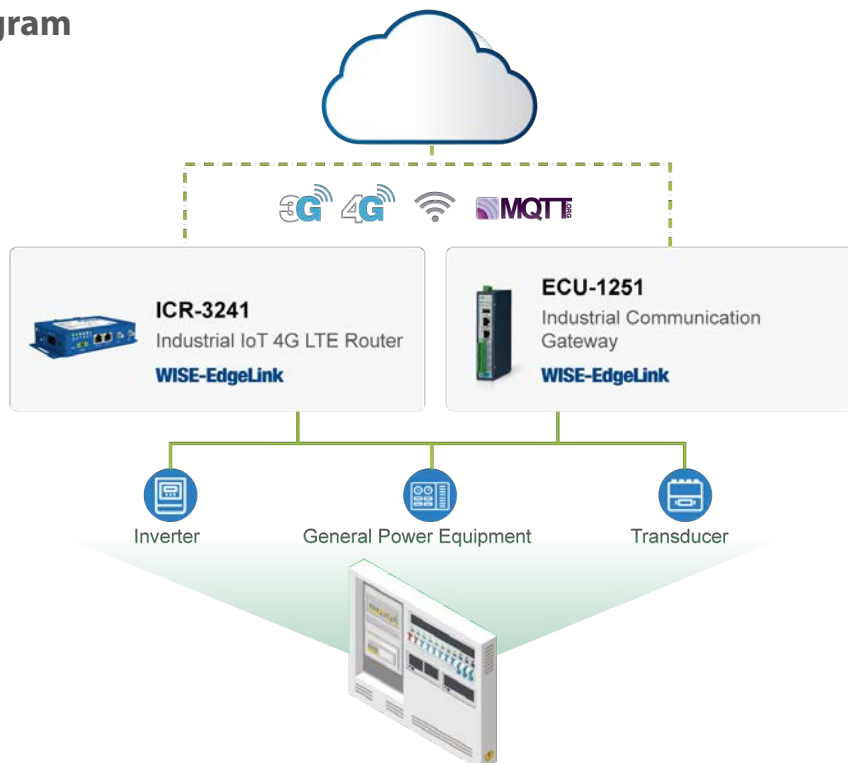 gram
3G 4G MQTT.ORG
ICR-3241
Industrial IoT 4G LTE Router
WISE-EdgeLink
ECU-1251
Industrial Communication
Gateway
WISE-EdgeLink
Inverter
General Power Equipment
Transducer